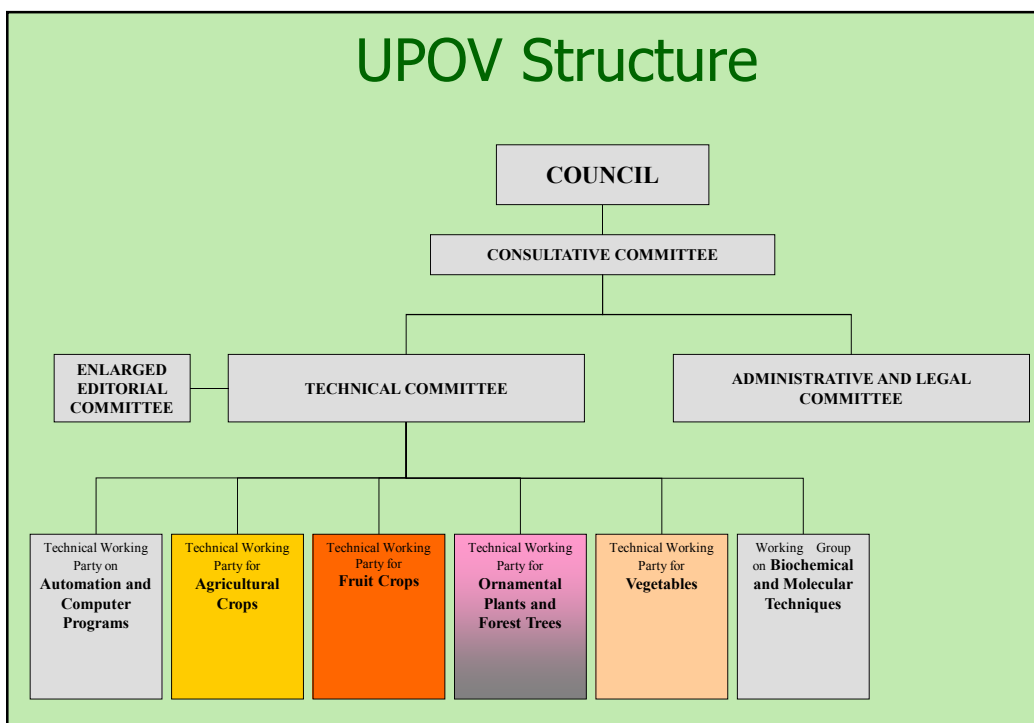 UPOV Structure
COUNCIL
CONSULTATIVE COMMITTEE
ENLARGED
EDITORIAL
COMMITTEE
TECHNICAL COMMITTEE
ADMINISTRATIVE AND LEGAL
COMMITTEE
Technical Working
Party on
Automation and
Computer
Programs
Technical Working
Party for
Agricultural
Crops
Technical Working
Party for
Fruit Crops
Technical Working
Party for
Ornamental
Plants and
Forest Trees
Technical Working
Party for
Vegetables
Working Group
on Biochemical
and Molecular
Techniques